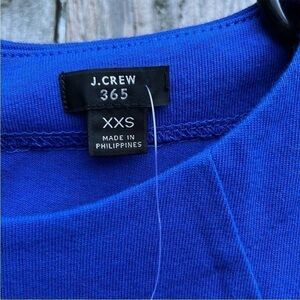 J.CREW
365
XXS
MADE IN
PHILIPPINES